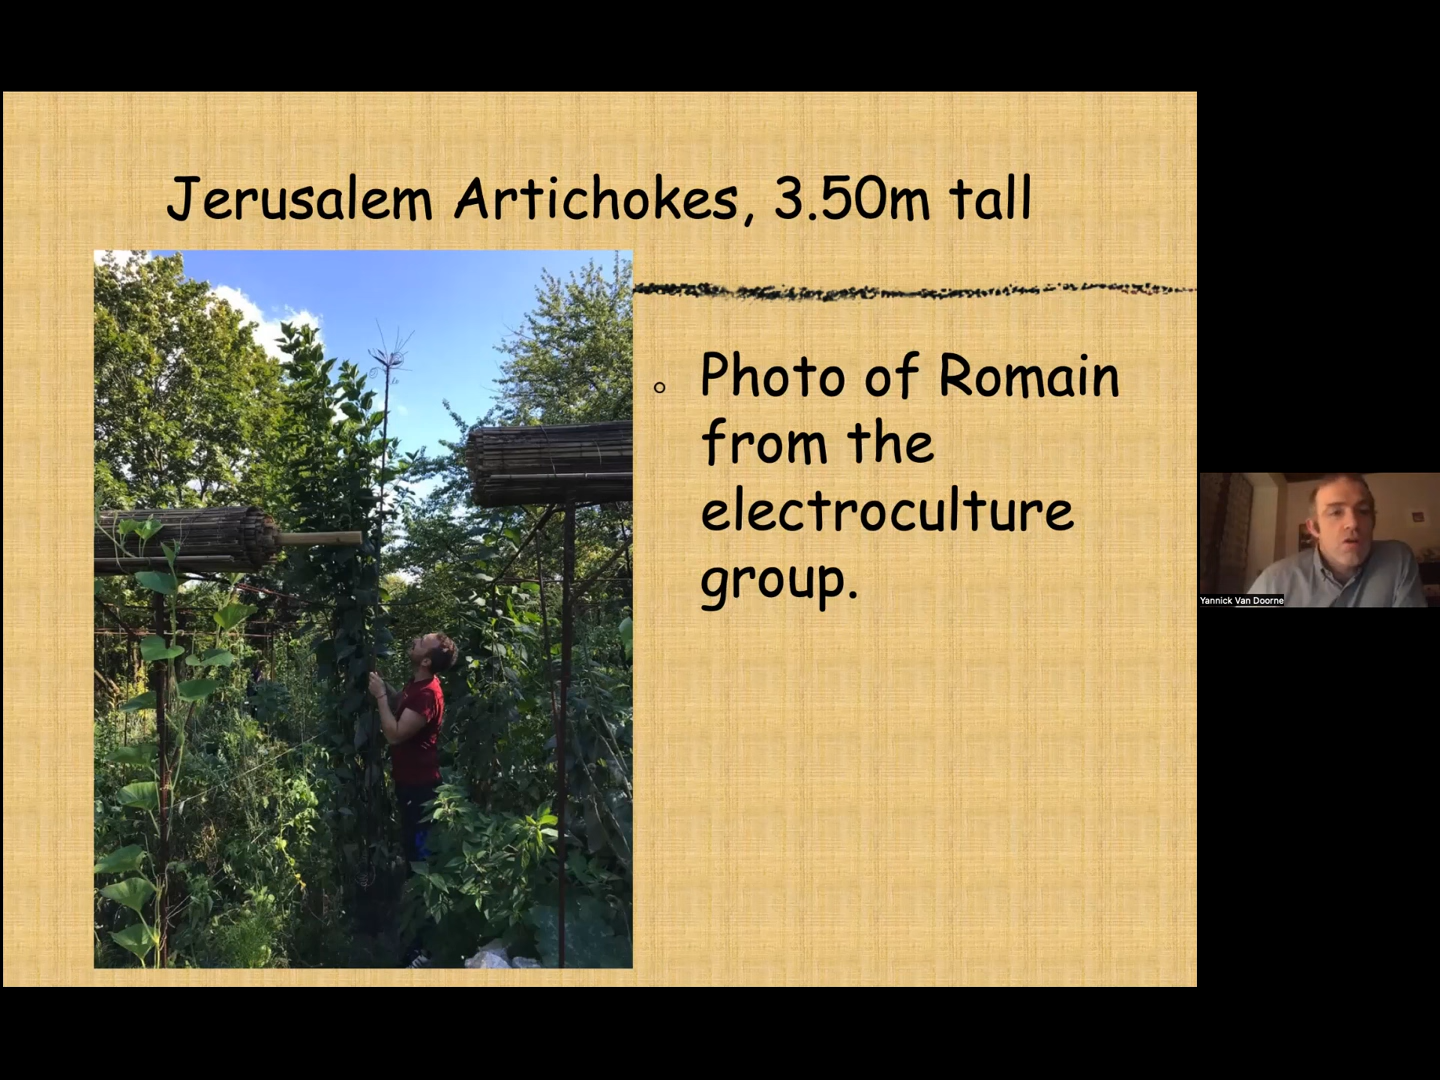 Jerusalem Artichokes, 3.50m tall
Photo of Romain
from the
electroculture
group.
Yannick Van Doorne